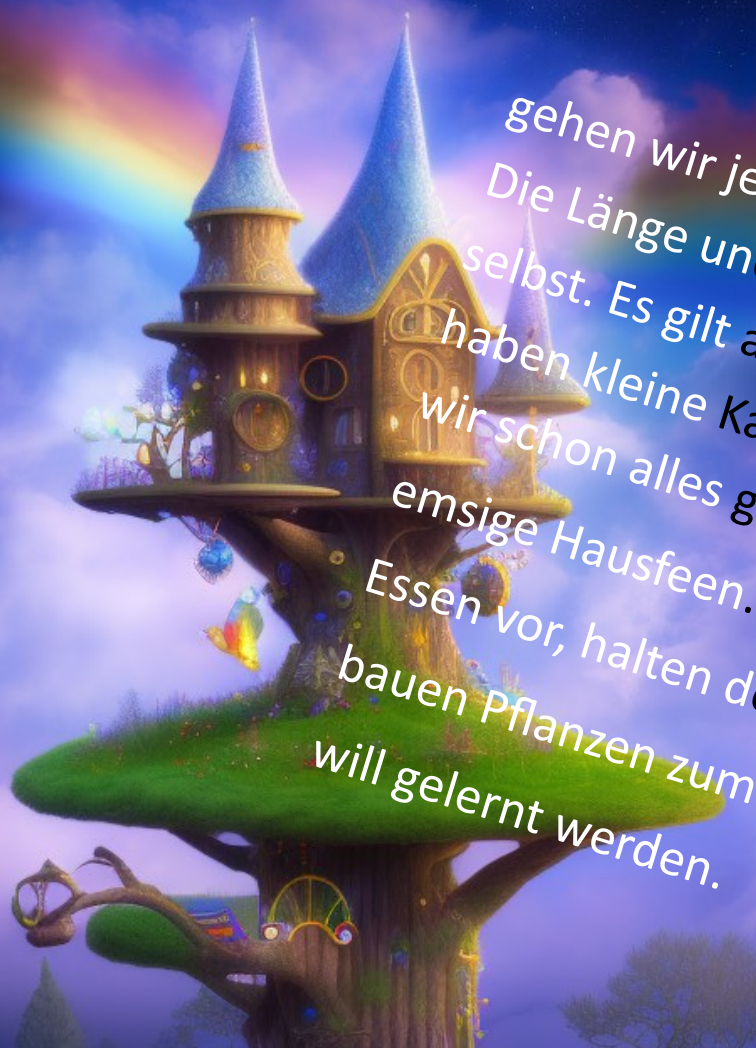 gehen wir je
Die Länge un
selbst. Es gilt a
haben kleine Ka
wir schon alles g
emsige Hausfeen.
Essen vor, halten d
bauen Pflanzen zum
will gelernt werden.